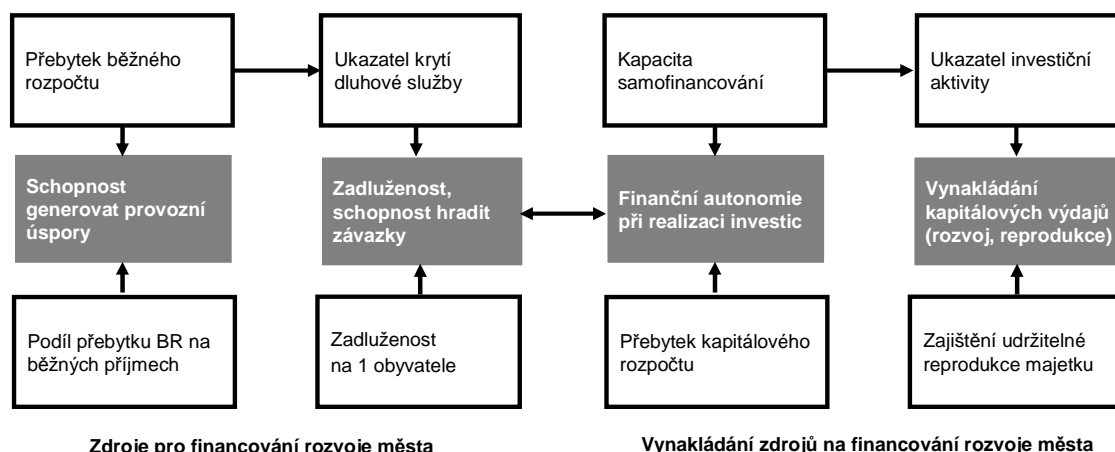 Přebytek běžného
rozpočtu
Ukazatel krytí
dluhové služby
Kapacita
samofinancování
Ukazatel investiční
aktivity
Schopnost
generovat provozní
úspory
Zadluženost,
schopnost hradit
závazky
Finanční autonomie
při realizaci investic
Vynakládání
kapitálových výdajů
(rozvoj, reprodukce)
Podíl přebytku BR na
běžných příjmech
Zadluženost
na 1 obyvatele
Přebytek kapitálového
rozpočtu
Zajištění udržitelné
reprodukce majetku
Zdroje pro financování rozvoje města
Vynakládání zdrojů na financování rozvoje města